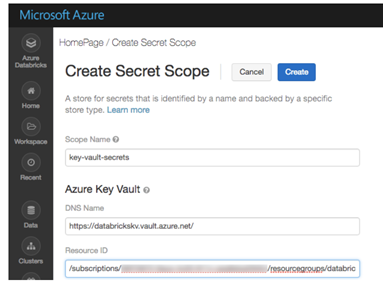 Microsoft Azure
Azure
Databricks
Home
Workspace
Recent
Data
Clusters
HomePage / Create Secret Scope
Create Secret Scope
Cancel
Create
A store for secrets that is identified by a name and backed by a specific
store type. Learn more
Scope Name
key-vault-secrets
Azure Key Vault
DNS Name
https://databrickskv.vault.azure.net/
Resource ID
/subscriptions/ /resourcegroups/databric